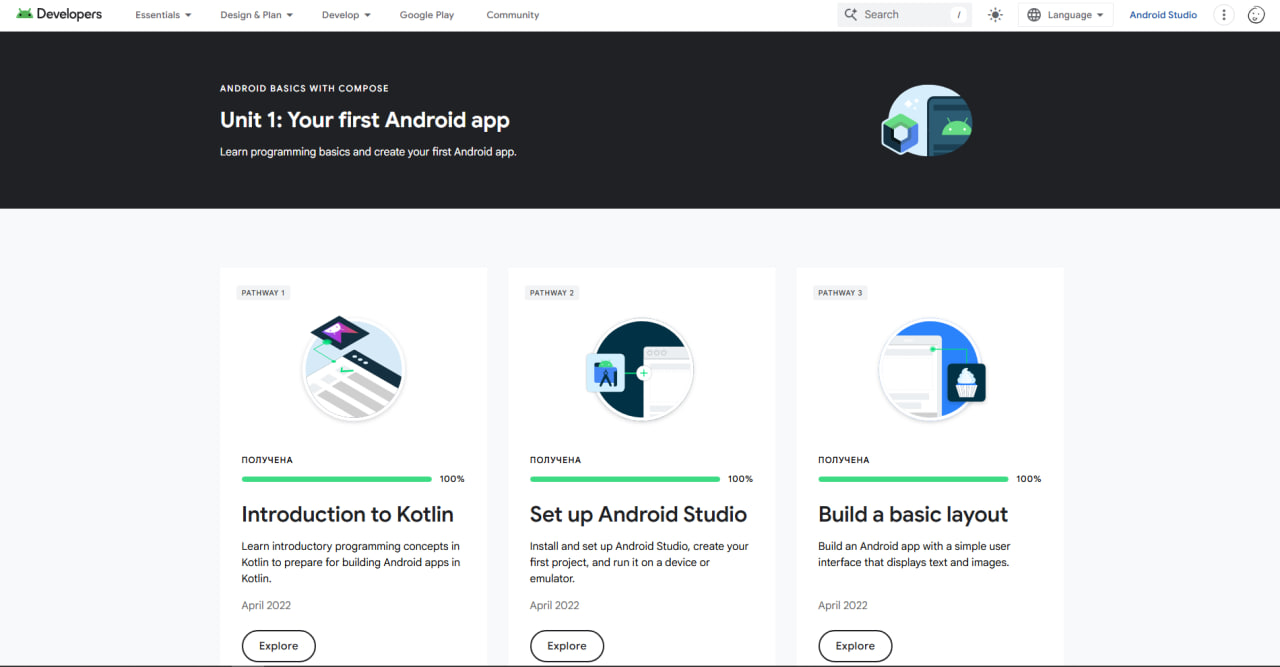 Developers
Essentials
Design & Plan
Develop
Google Play
Community
Search
/
Language
Android Studio
ANDROID BASICS WITH COMPOSE
Unit 1: Your first Android app
Learn programming basics and create your first Android app.
PATHWAY 1
ПОЛУЧЕНА
100%
Introduction to Kotlin
Learn introductory programming concepts in
Kotlin to prepare for building Android apps in
Kotlin.
April 2022
Explore
PATHWAY 2
ПОЛУЧЕНА
100%
Set up Android Studio
Install and set up Android Studio, create your
first project, and run it on a device or
emulator.
April 2022
Explore
PATHWAY 3
ПОЛУЧЕНА
100%
Build a basic layout
Build an Android app with a simple user
interface that displays text and images.
April 2022
Explore